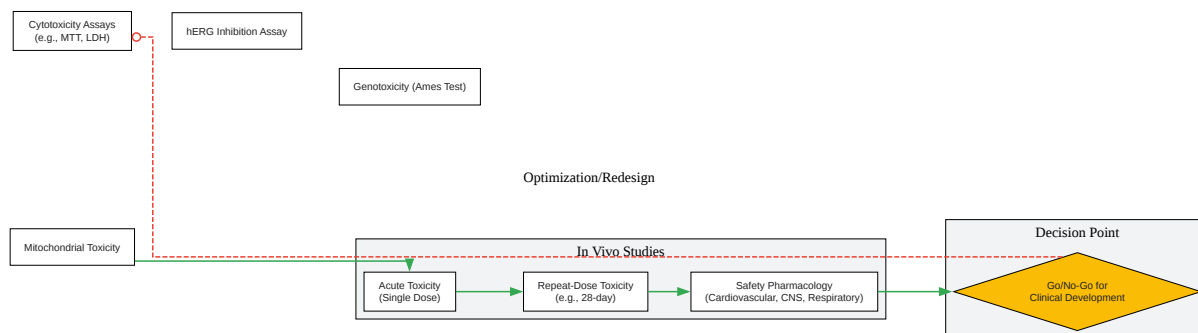 Cytotoxicity Assays
(e.g., MTT, LDH)
hERG Inhibition Assay
Genotoxicity (Ames Test)
Optimization/Redesign
Mitochondrial Toxicity
In Vivo Studies
Decision Point
Acute Toxicity
(Single Dose)
Repeat-Dose Toxicity
(e.g., 28-day)
Safety Pharmacology
(Cardiovascular, CNS, Respiratory)
Go/No-Go for
Clinical Development